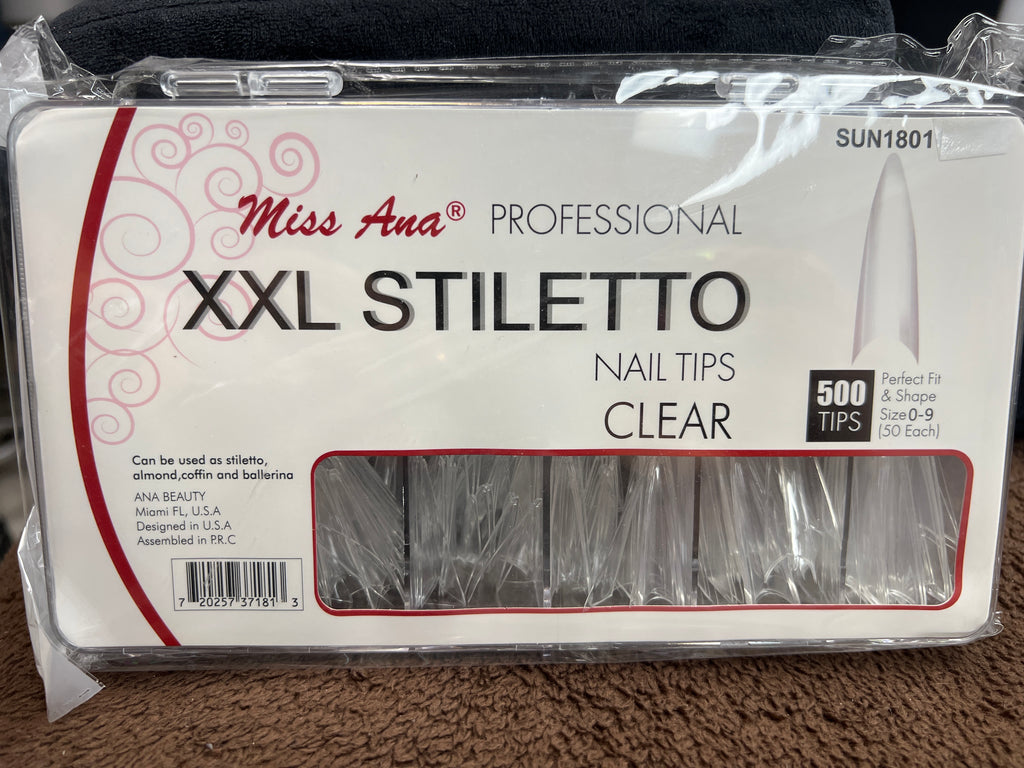 SUN1801
Miss Ana® PROFESSIONAL
XXL STILETTO
NAIL TIPS
CLEAR
500
TIPS
Perfect Fit
& Shape
Size 0-9
(50 Each)
Can be used as stiletto,
almond,coffin and ballerina
ANA BEAUTY
Miami FL, U.S.A
Designed in U.S.A
Assembled in P.R.C
7 20257 37181 3